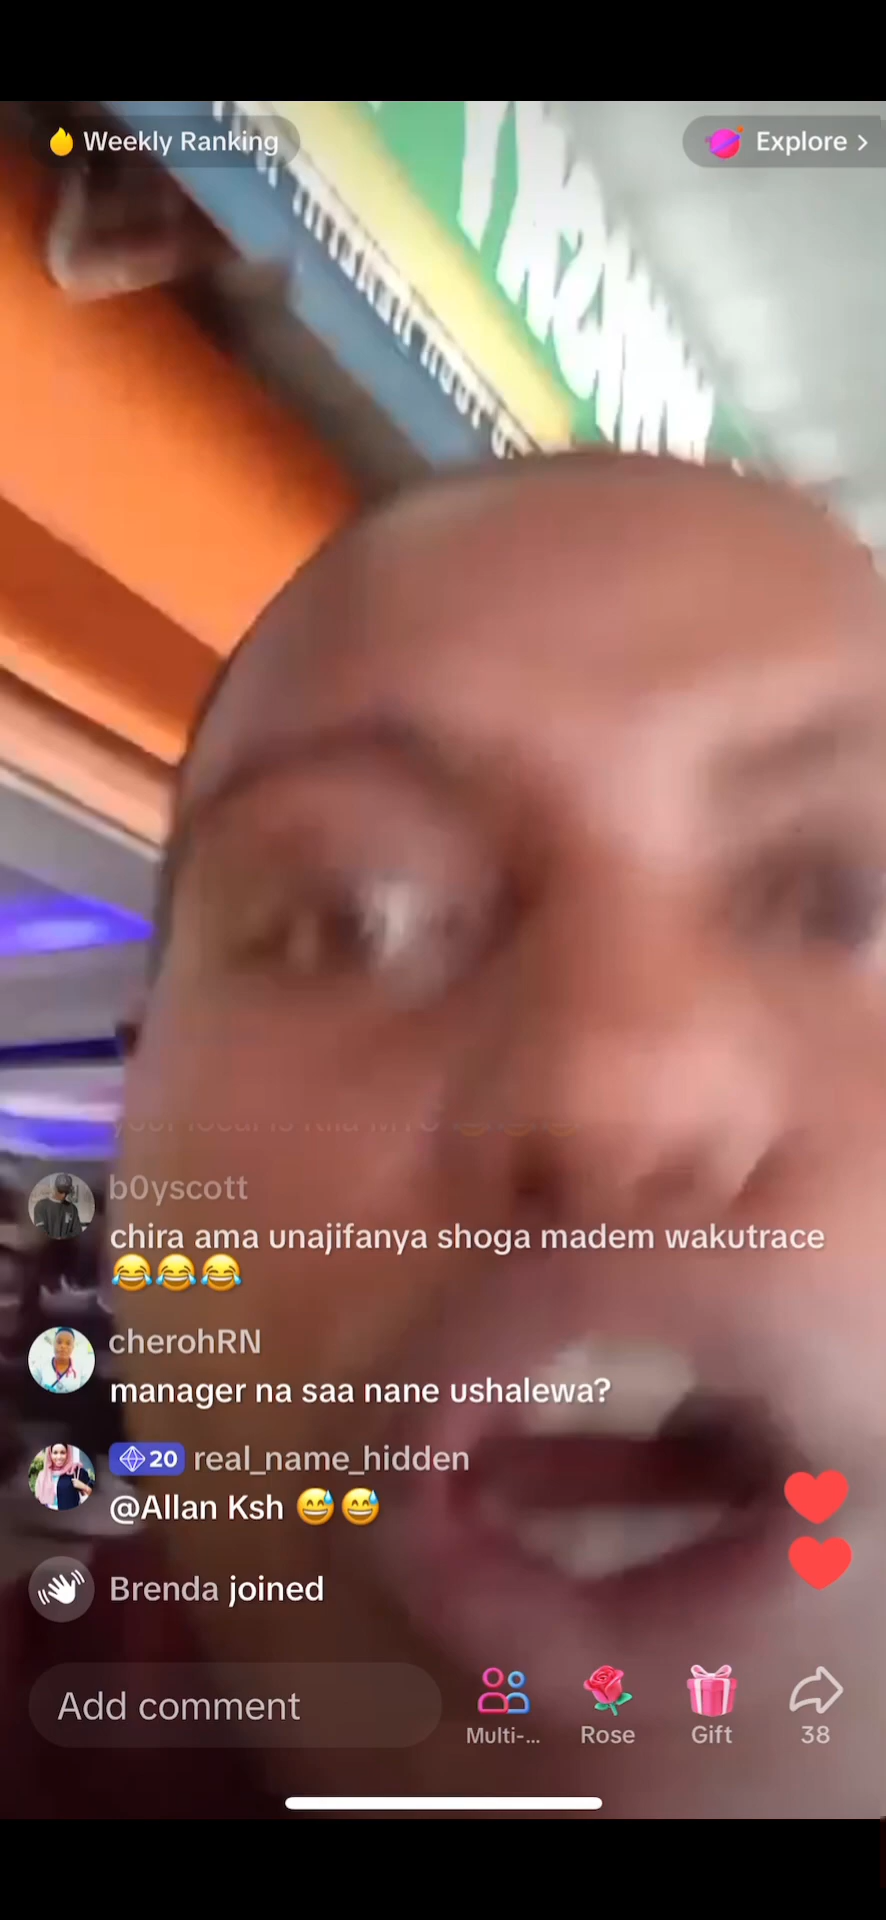 Weekly Ranking
Explore >
b0yscott
chira ama unajifanya shoga madem wakutrace
😂😂😂
cherohRN
manager na saa nane ushalewa?
20 real_name_hidden
@Allan Ksh 😅😅
Brenda joined
Add comment
Multi-...
Rose
Gift
38